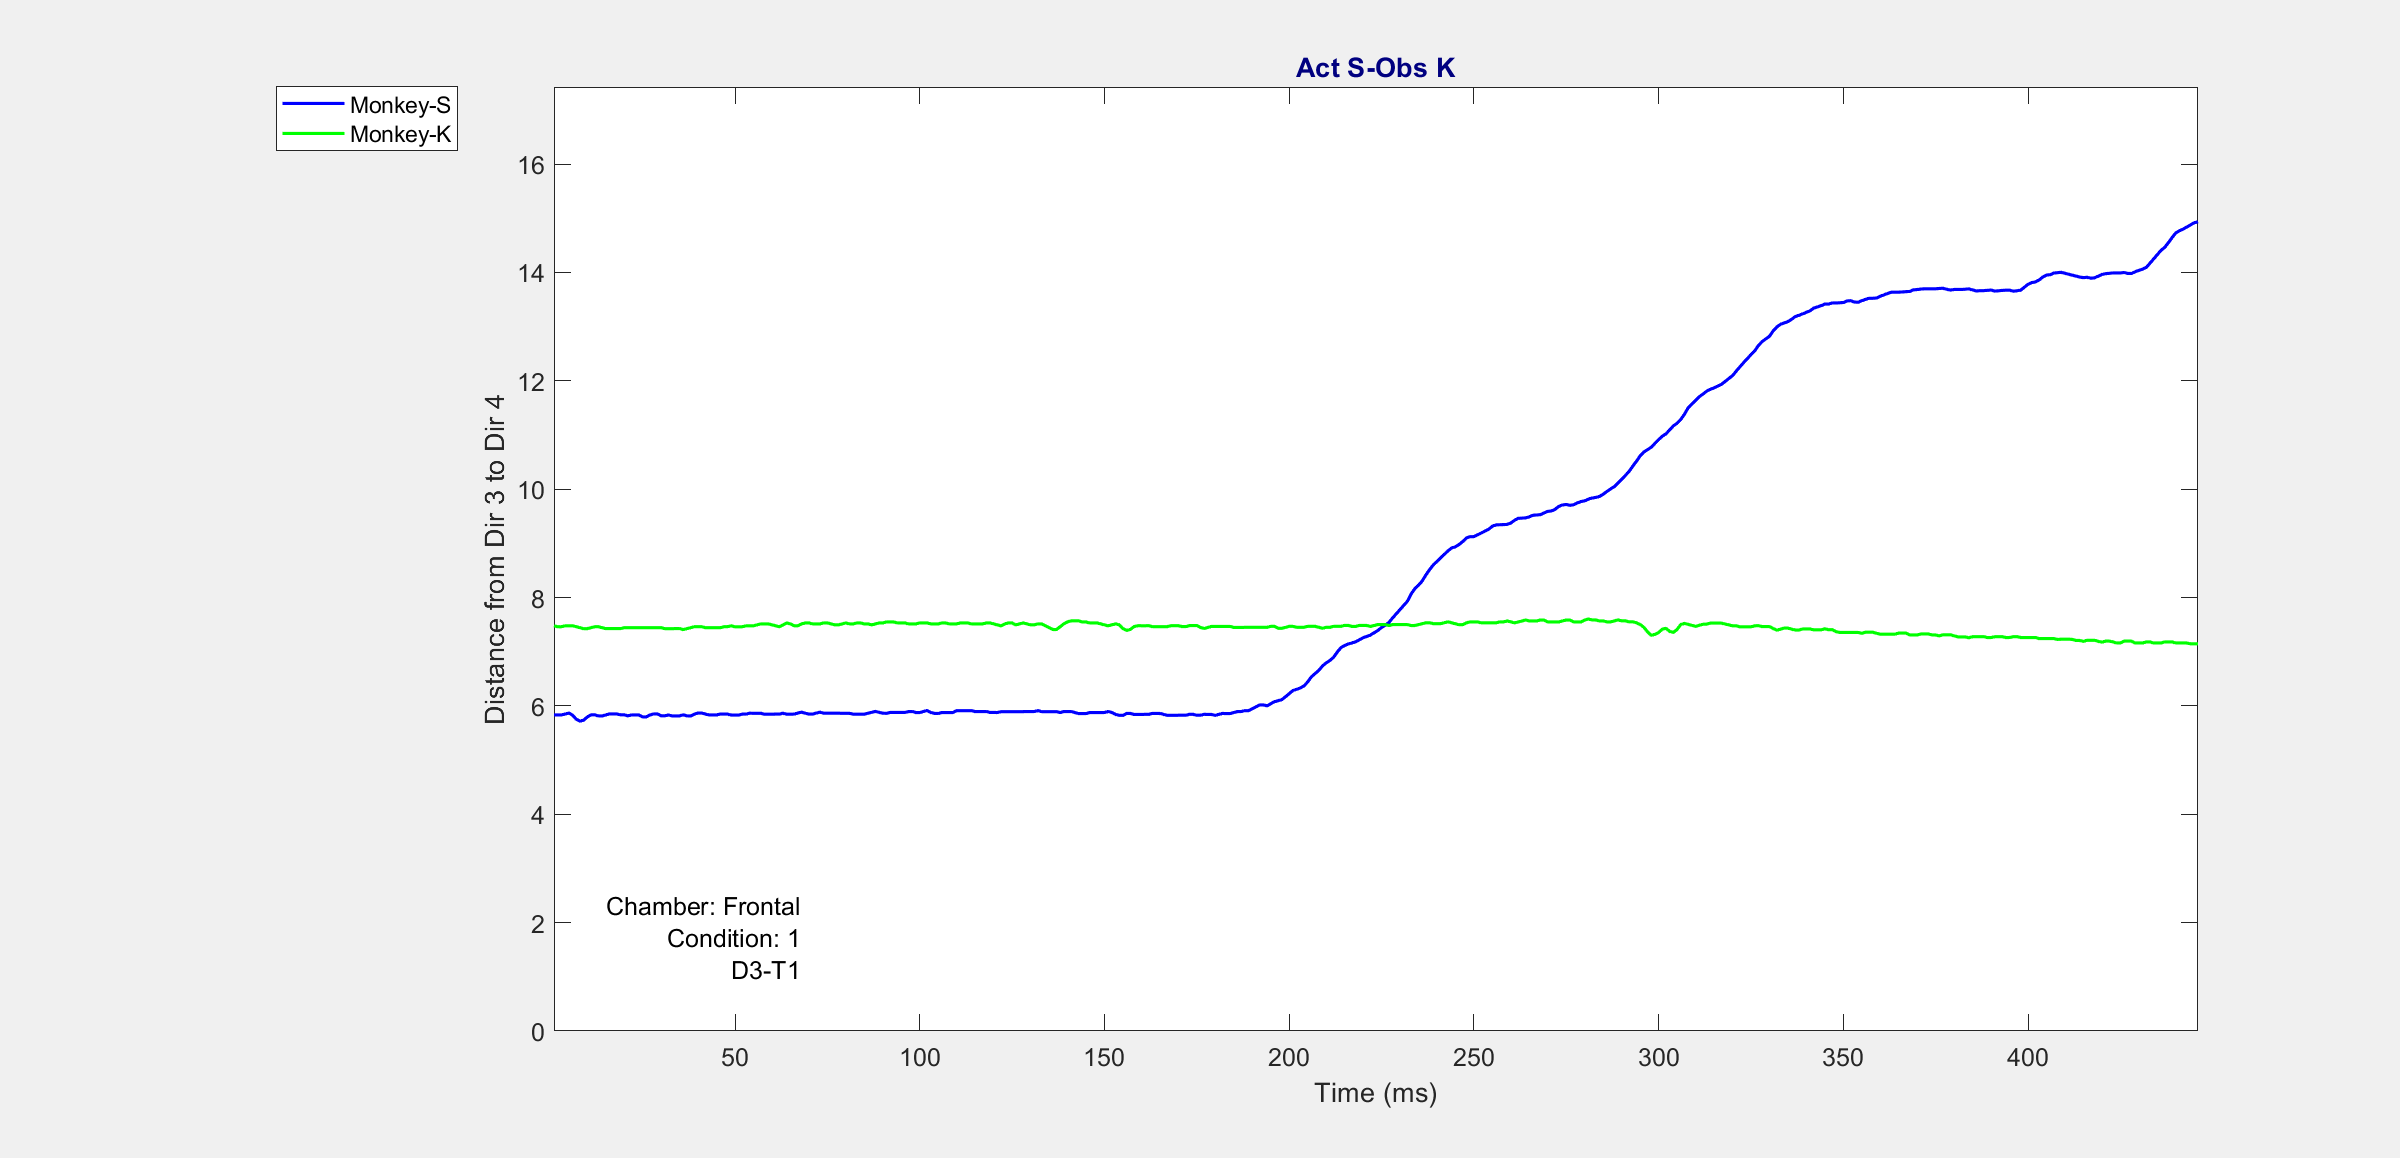 Act S-Obs K
Monkey-S
Monkey-K
Distance from Dir 3 to Dir 4
16
14
12
10
8
6
4
2
0
Chamber: Frontal
Condition: 1
D3-T1
50 100 150 200 250 300 350 400
Time (ms)